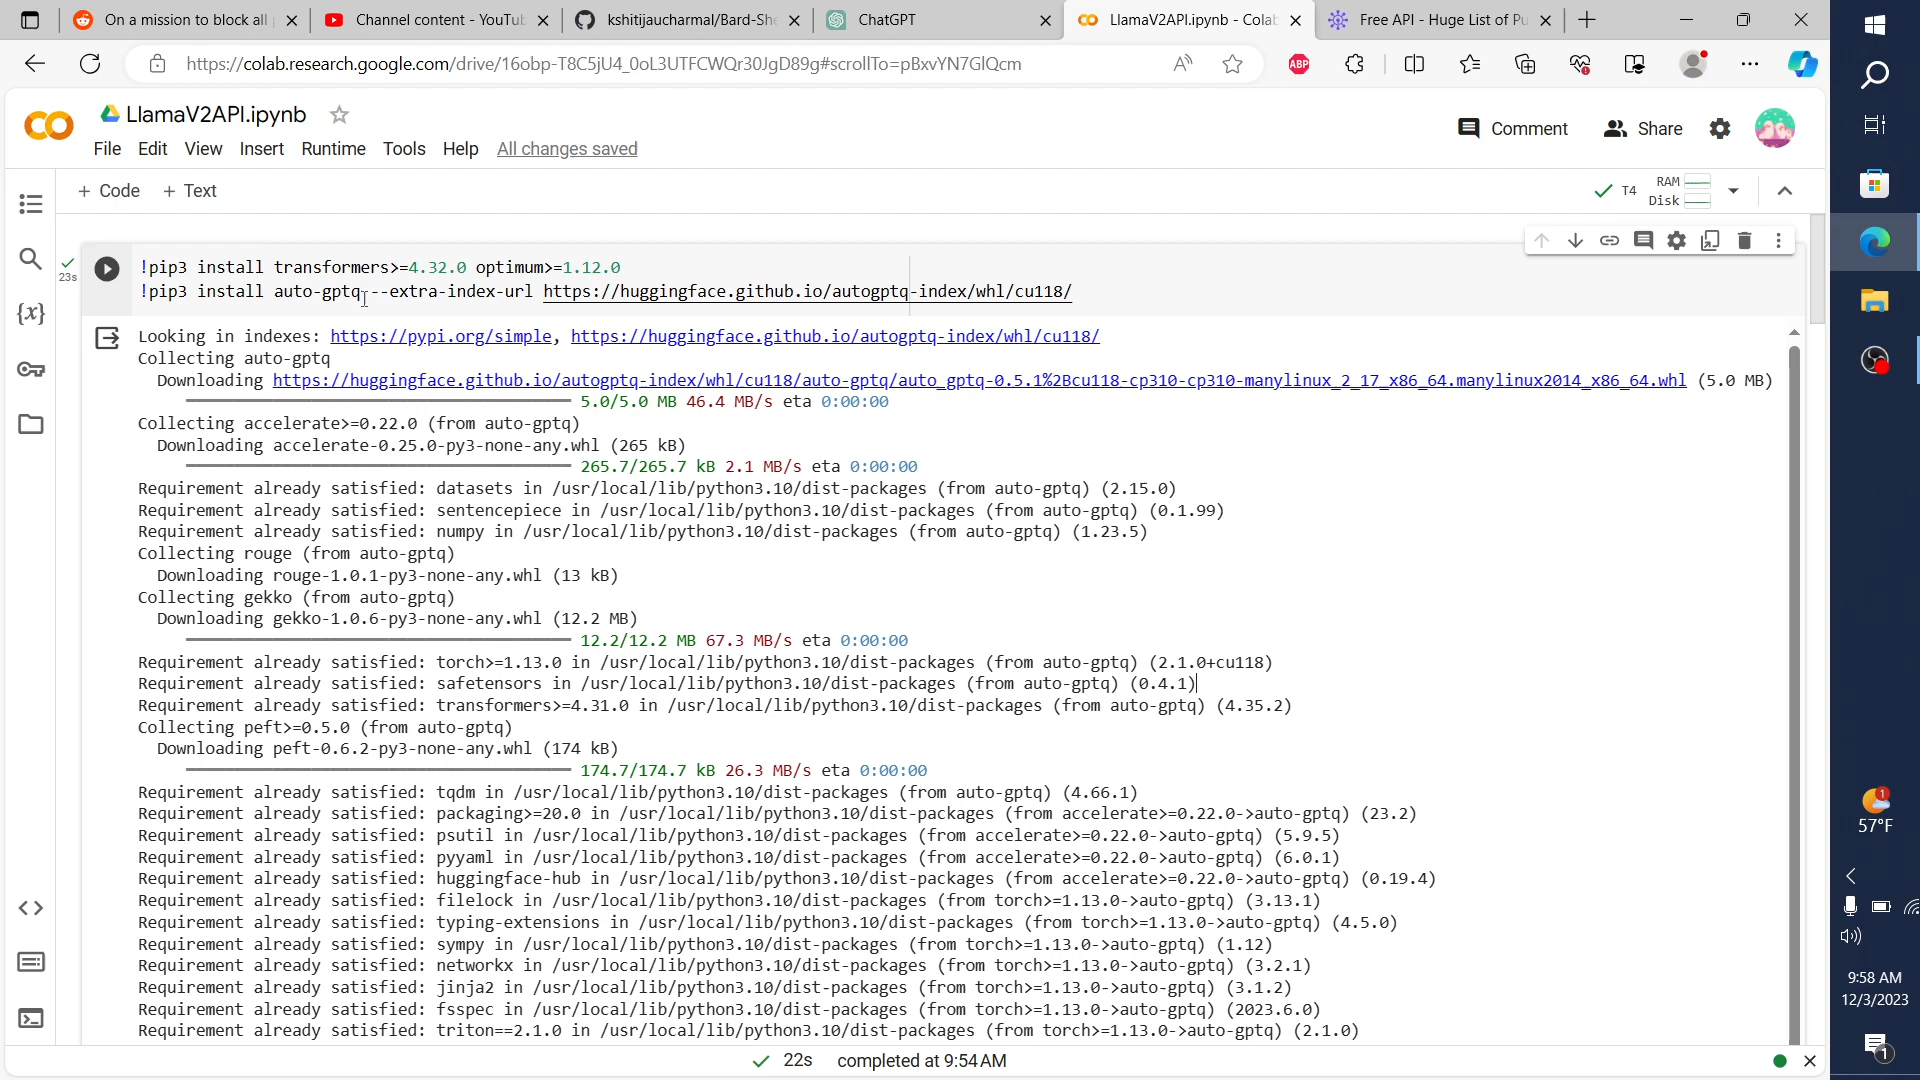 On a mission to block all
Channel content - YouTub
kshitijaucharmal/Bard-She
ChatGPT
LlamaV2API.ipynb - Colab
Free API - Huge List of Pu
https://colab.research.google.com/drive/16obp-T8C5jU4_0oL3UTFCWQr30JgD89g#scrollTo=pBxvYN7GlQcm
ABP
LlamaV2API.ipynb
File Edit View Insert Runtime Tools Help All changes saved
Comment
Share
+ Code + Text
T4
RAM
Disk
23s
!pip3 install transformers>=4.32.0 optimum>=1.12.0
!pip3 install auto-gptq --extra-index-url https://huggingface.github.io/autogptq-index/whl/cu118/
Looking in indexes: https://pypi.org/simple, https://huggingface.github.io/autogptq-index/whl/cu118/
Collecting auto-gptq
Downloading https://huggingface.github.io/autogptq-index/whl/cu118/auto-gptq/auto_gptq-0.5.1%2Bcu118-cp310-cp310-manylinux_2_17_x86_64.manylinux2014_x86_64.whl (5.0 MB)
5.0/5.0 MB 46.4 MB/s eta 0:00:00
Collecting accelerate>=0.22.0 (from auto-gptq)
Downloading accelerate-0.25.0-py3-none-any.whl (265 kB)
265.7/265.7 kB 2.1 MB/s eta 0:00:00
Requirement already satisfied: datasets in /usr/local/lib/python3.10/dist-packages (from auto-gptq) (2.15.0)
Requirement already satisfied: sentencepiece in /usr/local/lib/python3.10/dist-packages (from auto-gptq) (0.1.99)
Requirement already satisfied: numpy in /usr/local/lib/python3.10/dist-packages (from auto-gptq) (1.23.5)
Collecting rouge (from auto-gptq)
Downloading rouge-1.0.1-py3-none-any.whl (13 kB)
Collecting gekko (from auto-gptq)
Downloading gekko-1.0.6-py3-none-any.whl (12.2 MB)
12.2/12.2 MB 67.3 MB/s eta 0:00:00
Requirement already satisfied: torch>=1.13.0 in /usr/local/lib/python3.10/dist-packages (from auto-gptq) (2.1.0+cu118)
Requirement already satisfied: safetensors in /usr/local/lib/python3.10/dist-packages (from auto-gptq) (0.4.1)
Requirement already satisfied: transformers>=4.31.0 in /usr/local/lib/python3.10/dist-packages (from auto-gptq) (4.35.2)
Collecting peft>=0.5.0 (from auto-gptq)
Downloading peft-0.6.2-py3-none-any.whl (174 kB)
174.7/174.7 kB 26.3 MB/s eta 0:00:00
Requirement already satisfied: tqdm in /usr/local/lib/python3.10/dist-packages (from auto-gptq) (4.66.1)
Requirement already satisfied: packaging>=20.0 in /usr/local/lib/python3.10/dist-packages (from accelerate>=0.22.0->auto-gptq) (23.2)
Requirement already satisfied: psutil in /usr/local/lib/python3.10/dist-packages (from accelerate>=0.22.0->auto-gptq) (5.9.5)
Requirement already satisfied: pyyaml in /usr/local/lib/python3.10/dist-packages (from accelerate>=0.22.0->auto-gptq) (6.0.1)
Requirement already satisfied: huggingface-hub in /usr/local/lib/python3.10/dist-packages (from accelerate>=0.22.0->auto-gptq) (0.19.4)
Requirement already satisfied: filelock in /usr/local/lib/python3.10/dist-packages (from torch>=1.13.0->auto-gptq) (3.13.1)
Requirement already satisfied: typing-extensions in /usr/local/lib/python3.10/dist-packages (from torch>=1.13.0->auto-gptq) (4.5.0)
Requirement already satisfied: sympy in /usr/local/lib/python3.10/dist-packages (from torch>=1.13.0->auto-gptq) (1.12)
Requirement already satisfied: networkx in /usr/local/lib/python3.10/dist-packages (from torch>=1.13.0->auto-gptq) (3.2.1)
Requirement already satisfied: jinja2 in /usr/local/lib/python3.10/dist-packages (from torch>=1.13.0->auto-gptq) (3.1.2)
Requirement already satisfied: fsspec in /usr/local/lib/python3.10/dist-packages (from torch>=1.13.0->auto-gptq) (2023.6.0)
Requirement already satisfied: triton==2.1.0 in /usr/local/lib/python3.10/dist-packages (from torch>=1.13.0->auto-gptq) (2.1.0)
22s completed at 9:54 AM
1
57°F
9:58 AM
12/3/2023
1